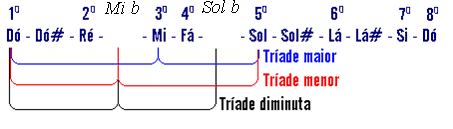 1º 2º Mi b 3º 4º Sol b 5º 6º 7º 8º
Dó - Dó# - Ré - - Mi - Fá - - Sol - Sol# - Lá - Lá# - Si - Dó
Tríade maior
Tríade menor
Tríade diminuta